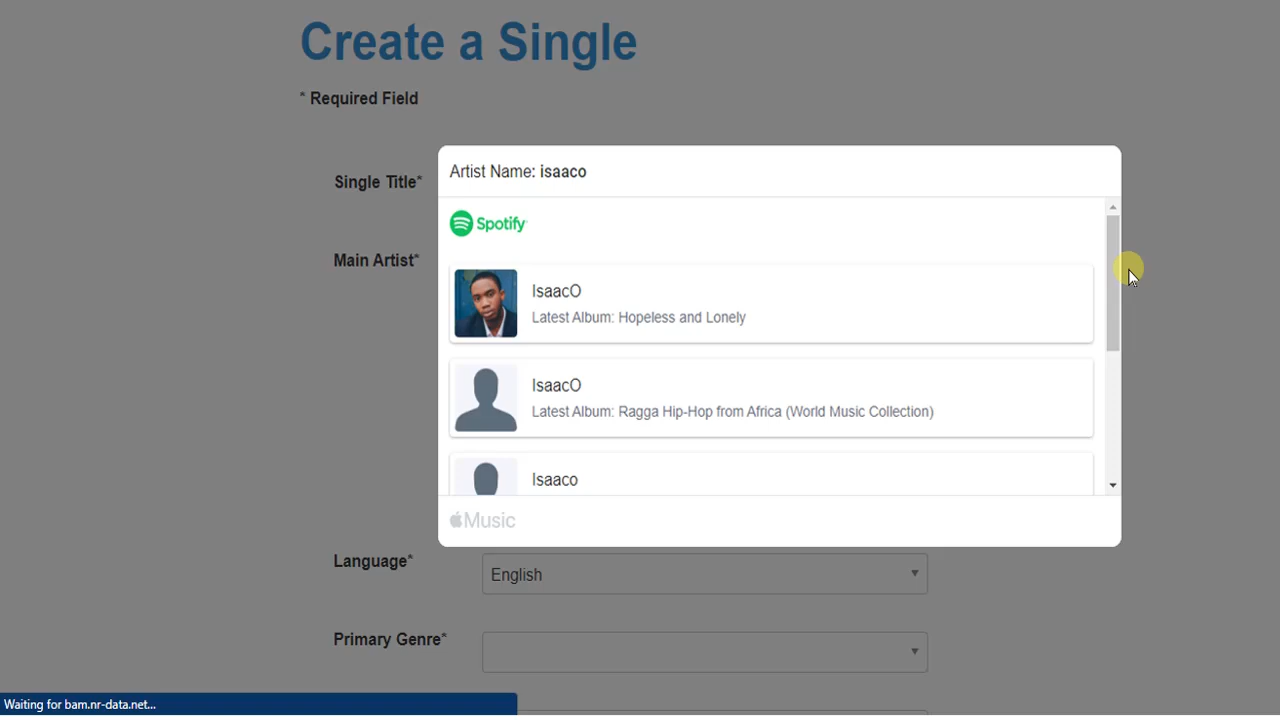 Create a Single
* Required Field
Single Title*
Artist Name: isaaco
Spotify
Main Artist*
IsaacO
Latest Album: Hopeless and Lonely
IsaacO
Latest Album: Ragga Hip-Hop from Africa (World Music Collection)
Isaaco
Music
Language*
English
Primary Genre*
Waiting for bam.nr-data.net...